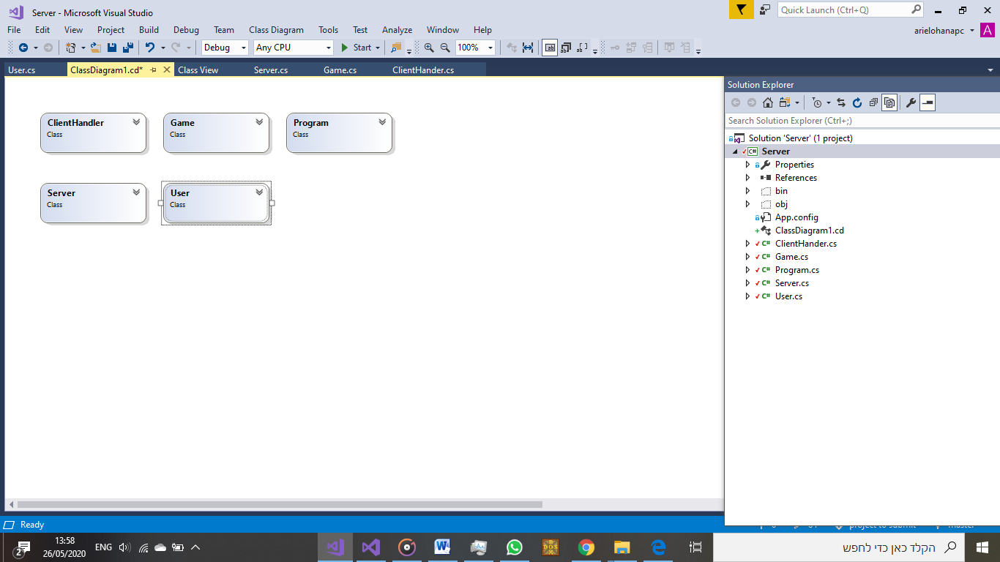 Server - Microsoft Visual Studio
Quick Launch (Ctrl+Q)
File Edit View Project Build Debug Team Class Diagram Tools Test Analyze Window Help
arielohanapc A
Debug Any CPU Start 100%
User.cs ClassDiagram1.cd* Class View Server.cs Game.cs ClientHander.cs
ClientHandler
Class
Game
Class
Program
Class
Server
Class
User
Class
Solution Explorer
Search Solution Explorer (Ctrl+;)
Solution 'Server' (1 project)
C# Server
Properties
References
bin
obj
App.config
ClassDiagram1.cd
C# ClientHander.cs
C# Game.cs
C# Program.cs
C# Server.cs
C# User.cs
Ready
project to submit
master
2
13:58
26/05/2020
ENG
DOS
הקלד כאן כדי לחפש